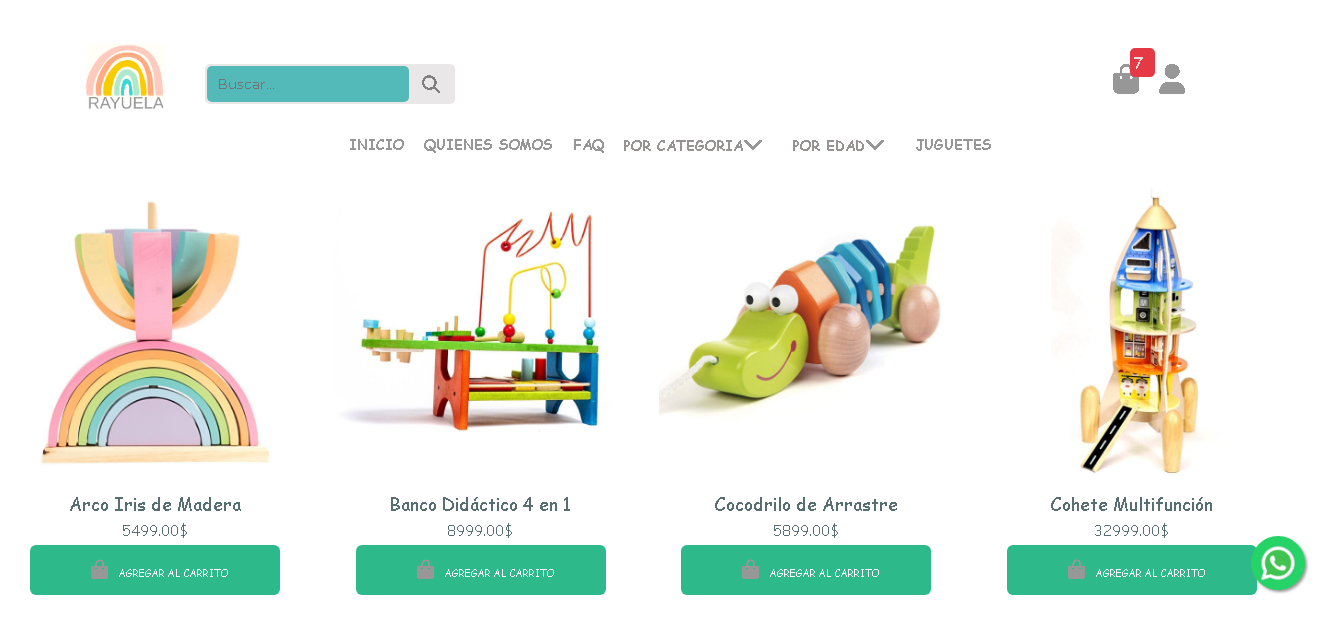 RAYUELA
Buscar...
7
INICIO QUIENES SOMOS FAQ POR CATEGORIA POR EDAD JUGUETES
Arco Iris de Madera
5499.00$
AGREGAR AL CARRITO
Banco Didáctico 4 en 1
8999.00$
AGREGAR AL CARRITO
Cocodrilo de Arrastre
5899.00$
AGREGAR AL CARRITO
Cohete Multifunción
32999.00$
AGREGAR AL CARRITO